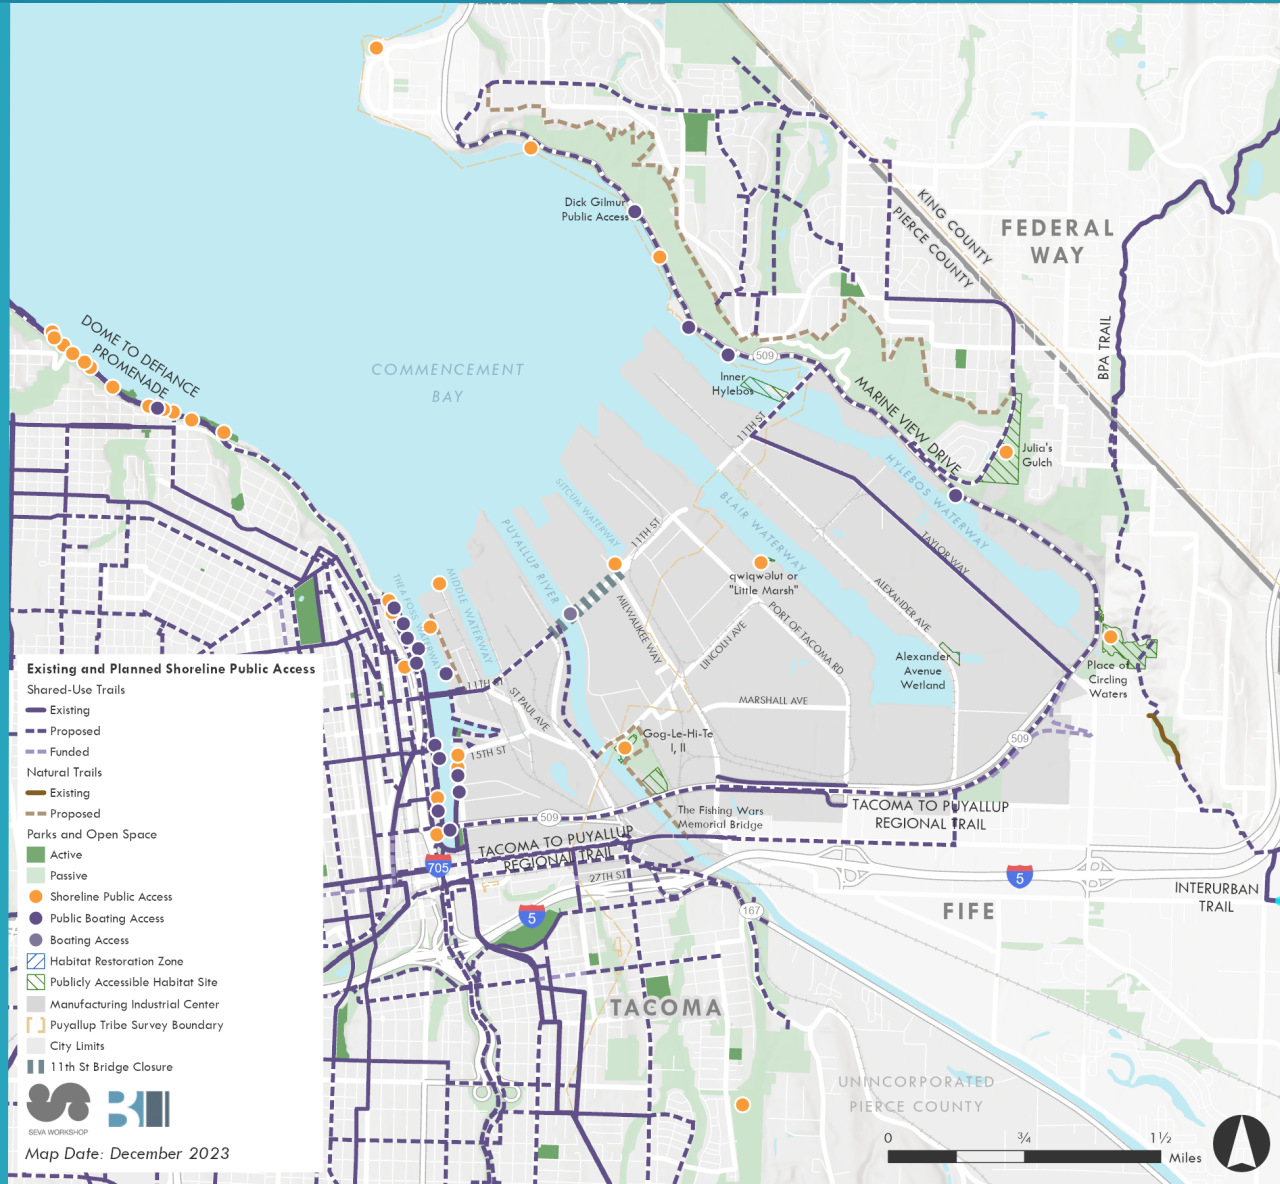 Dick Gilmur
Public Access
KING COUNTY
PIERCE COUNTY
FEDERAL
WAY
DOME TO DEFIANCE
PROMENADE
COMMENCEMENT
BAY
BPA TRAIL
509
Inner
Hylebos
MARINE VIEW DRIVE
11TH ST
Julia's
Gulch
HYLEBOS WATERWAY
SITCUM WATERWAY
BLAIR WATERWAY
PUYALLUP RIVER
11TH ST
TAYLOR WAY
THEA FOSS WATERWAY
MIDDLE WATERWAY
qwiqwəlut or
"Little Marsh"
ALEXANDER AVE
MILWAUKEE WAY
LINCOLN AVE
PORT OF TACOMA RD
Alexander
Avenue
Wetland
Place of
Circling
Waters
11TH ST
ST PAUL AVE
MARSHALL AVE
Gog-Le-Hi-Te
I, II
15TH ST
509
509
The Fishing Wars
Memorial Bridge
TACOMA TO PUYALLUP
REGIONAL TRAIL
TACOMA TO PUYALLUP
REGIONAL TRAIL
705
27TH ST
5
5
167
INTERURBAN
TRAIL
FIFE
TACOMA
UNINCORPORATED
PIERCE COUNTY
Existing and Planned Shoreline Public Access
Shared-Use Trails
Existing
Proposed
Funded
Natural Trails
Existing
Proposed
Parks and Open Space
Active
Passive
Shoreline Public Access
Public Boating Access
Boating Access
Habitat Restoration Zone
Publicly Accessible Habitat Site
Manufacturing Industrial Center
Puyallup Tribe Survey Boundary
City Limits
11th St Bridge Closure
SEVA WORKSHOP
Map Date: December 2023
0 ¾ 1½
Miles